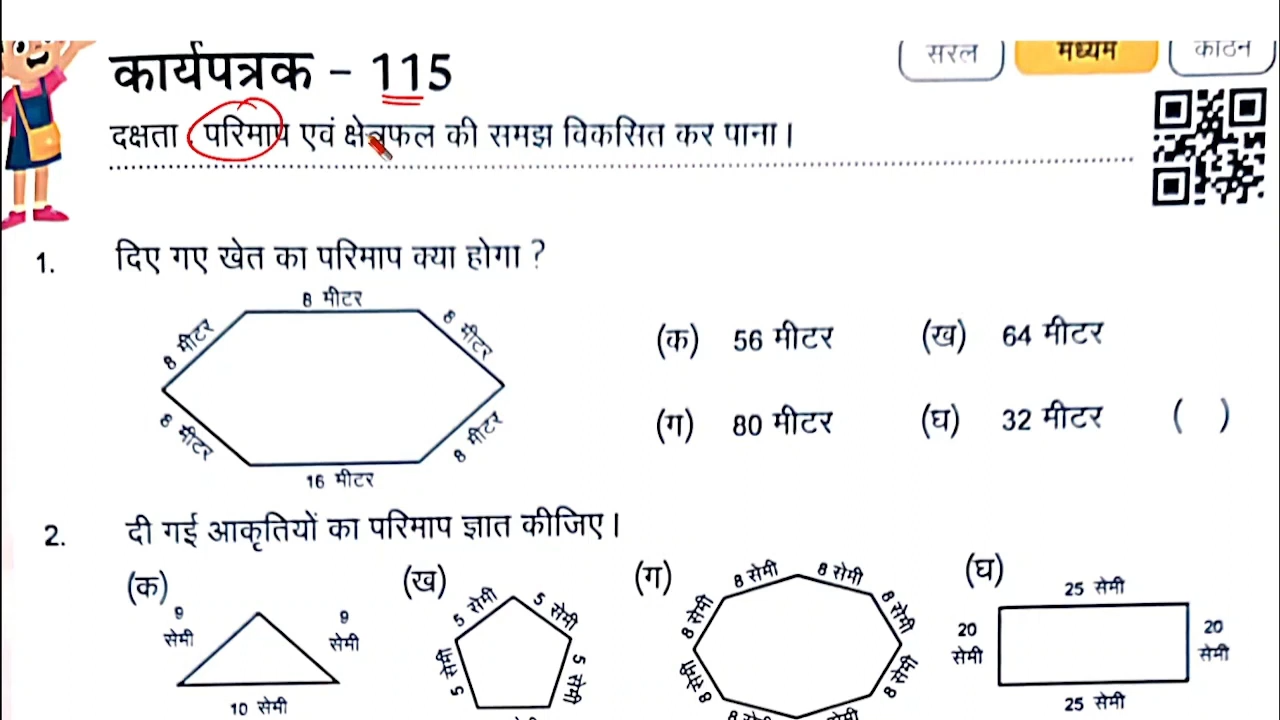 सरल मध्यम कठिन
कार्यपत्रक – 115
दक्षता परिमाप एवं क्षेत्रफल की समझ विकसित कर पाना।
1. दिए गए खेत का परिमाप क्या होगा ?
8 मीटर
8 मीटर
8 मीटर
8 मीटर
8 मीटर
16 मीटर
(क) 56 मीटर (ख) 64 मीटर
(ग) 80 मीटर (घ) 32 मीटर ( )
2. दी गई आकृतियों का परिमाप ज्ञात कीजिए।
(क)
9 सेमी
9 सेमी
10 सेमी
(ख)
5 सेमी
5 सेमी
5 सेमी
5 सेमी
(ग)
8 सेमी
8 सेमी
8 सेमी
8 सेमी
8 सेमी
8 सेमी
8 सेमी
(घ)
25 सेमी
20 सेमी
20 सेमी
25 सेमी